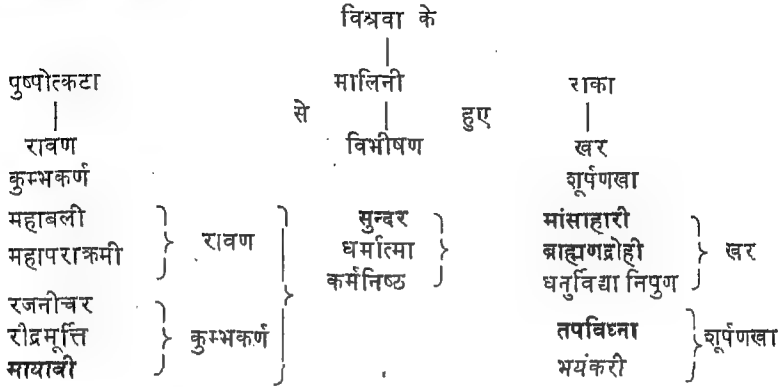 विश्रवा के
पुष्पोत्कटा मालिनी राका
से हुए
रावण विभीषण खर
कुम्भकर्ण शूर्पणखा
महाबली सुन्दर मांसाहारी
महापराक्रमी रावण धर्मात्मा ब्राह्मणद्रोही खर
कर्मनिष्ठ धनुर्विद्या निपुण
रजनीचर तपविघ्ना
रौद्रमूर्त्ति कुम्भकर्ण शूर्पणखा
मायावी भयंकरी